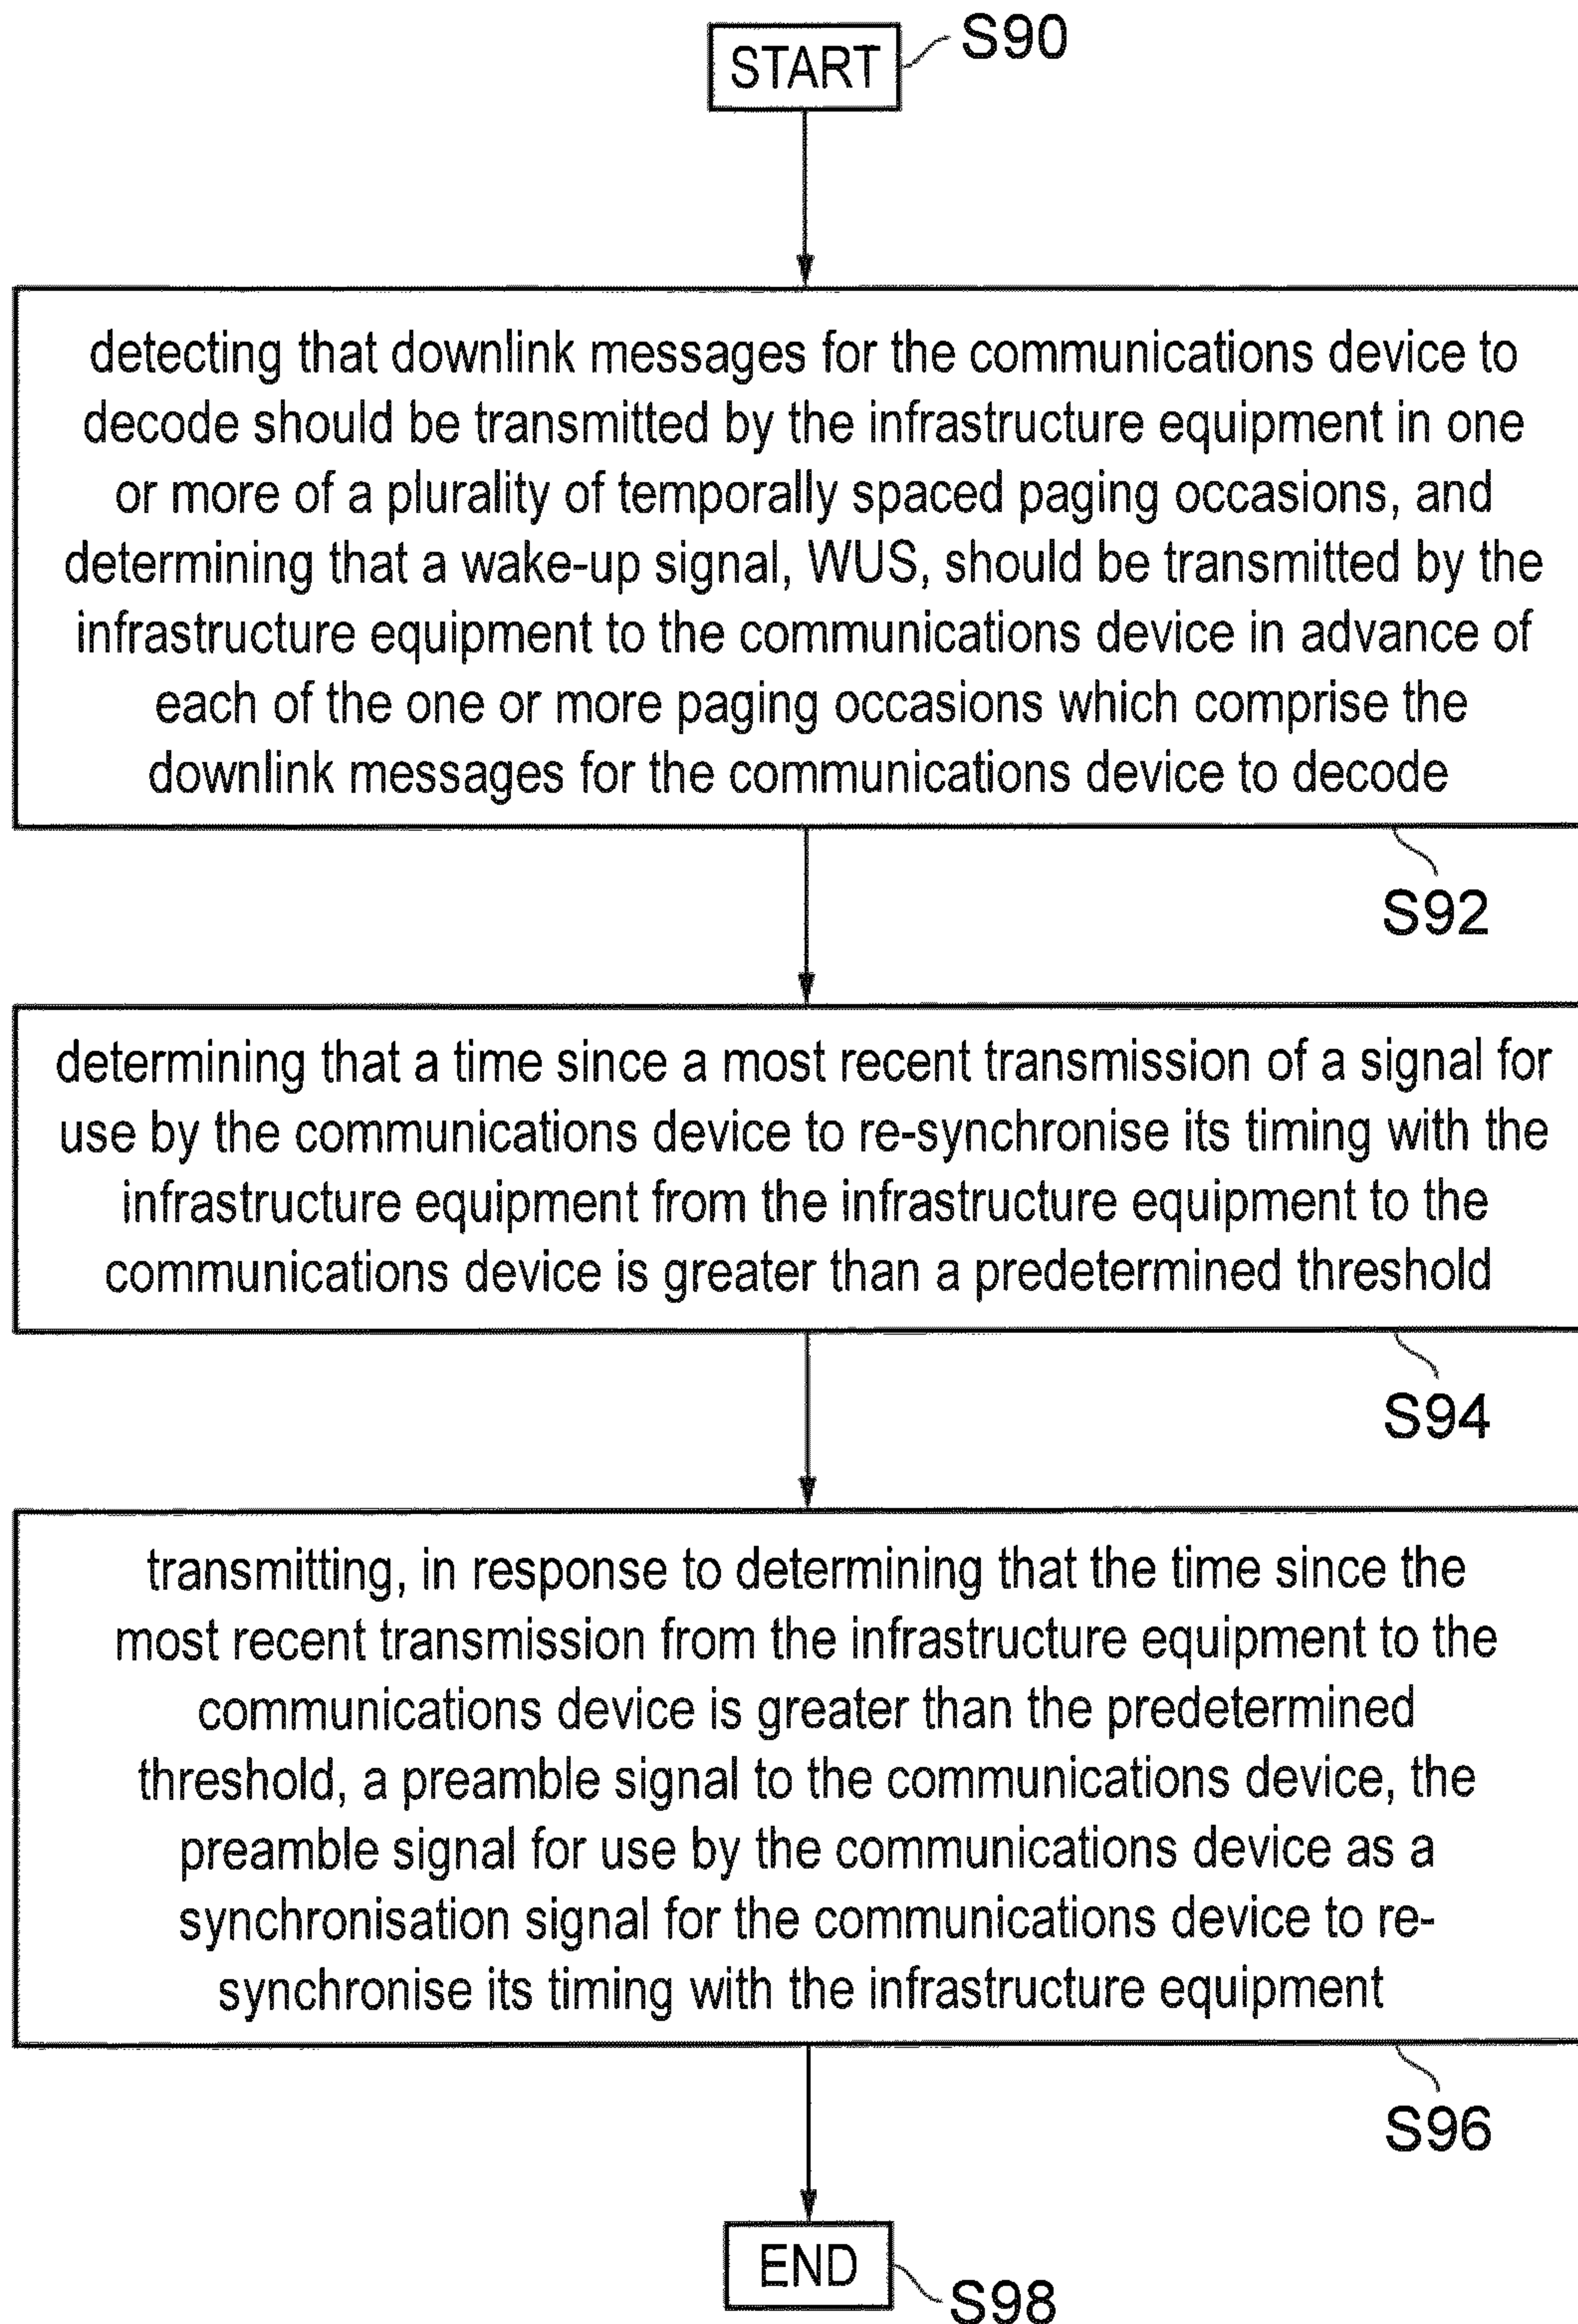 START
S90
detecting that downlink messages for the communications device to
decode should be transmitted by the infrastructure equipment in one
or more of a plurality of temporally spaced paging occasions, and
determining that a wake-up signal, WUS, should be transmitted by the
infrastructure equipment to the communications device in advance of
each of the one or more paging occasions which comprise the
downlink messages for the communications device to decode
S92
determining that a time since a most recent transmission of a signal for
use by the communications device to re-synchronise its timing with the
infrastructure equipment from the infrastructure equipment to the
communications device is greater than a predetermined threshold
S94
transmitting, in response to determining that the time since the
most recent transmission from the infrastructure equipment to the
communications device is greater than the predetermined
threshold, a preamble signal to the communications device, the
preamble signal for use by the communications device as a
synchronisation signal for the communications device to re-
synchronise its timing with the infrastructure equipment
S96
END
S98